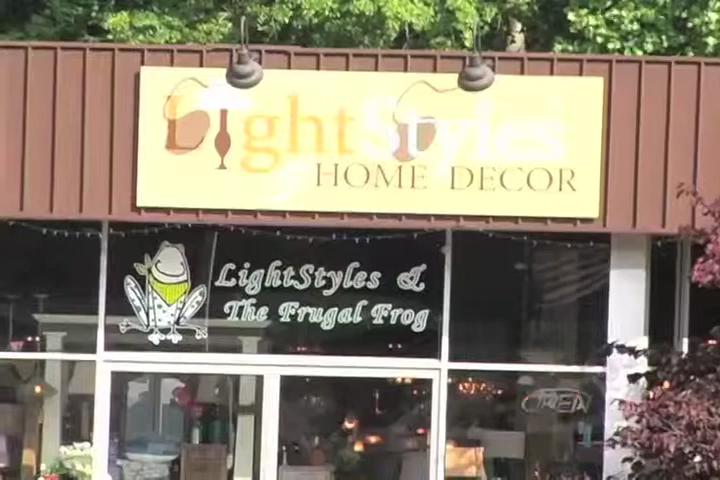 LightStyles
HOME DECOR
LightStyles &
The Frugal Frog
OPEN